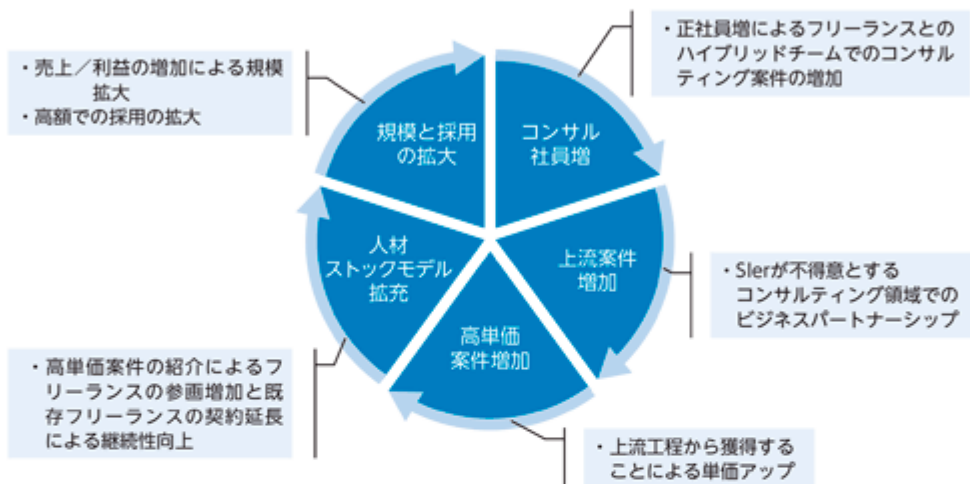 ・売上／利益の増加による規模
拡大
・高額での採用の拡大
・正社員増によるフリーランスとの
ハイブリッドチームでのコンサル
ティング案件の増加
規模と採用
の拡大
コンサル
社員増
人材
ストックモデル
拡充
上流案件
増加
高単価
案件増加
・SIerが不得意とする
コンサルティング領域での
ビジネスパートナーシップ
・高単価案件の紹介によるフ
リーランスの参画増加と既
存フリーランスの契約延長
による継続性向上
・上流工程から獲得する
ことによる単価アップ